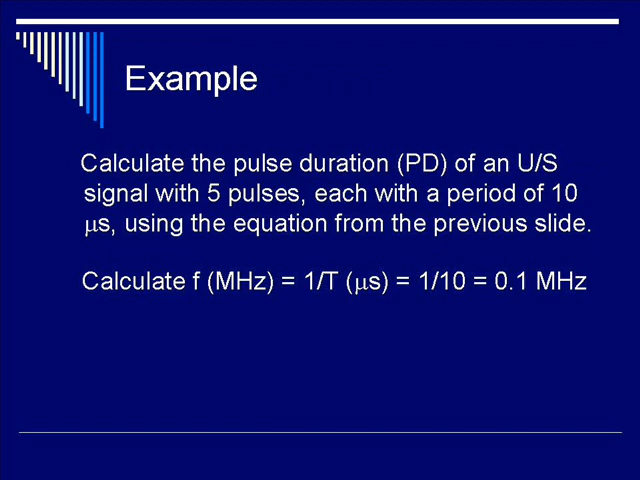 Example
Calculate the pulse duration (PD) of an U/S
signal with 5 pulses, each with a period of 10
μs, using the equation from the previous slide.
Calculate f (MHz) = 1/T (μs) = 1/10 = 0.1 MHz